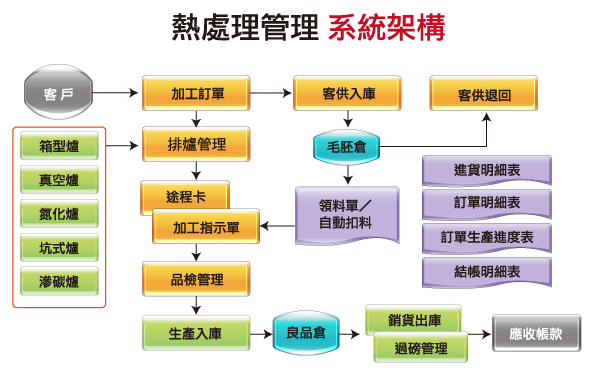 熱處理管理 系統架構
客戶
加工訂單
客供入庫
客供退回
箱型爐
真空爐
氮化爐
坑式爐
滲碳爐
排爐管理
毛胚倉
途程卡
加工指示單
領料單／
自動扣料
進貨明細表
訂單明細表
訂單生產進度表
結帳明細表
品檢管理
生產入庫
良品倉
銷貨出庫
過磅管理
應收帳款